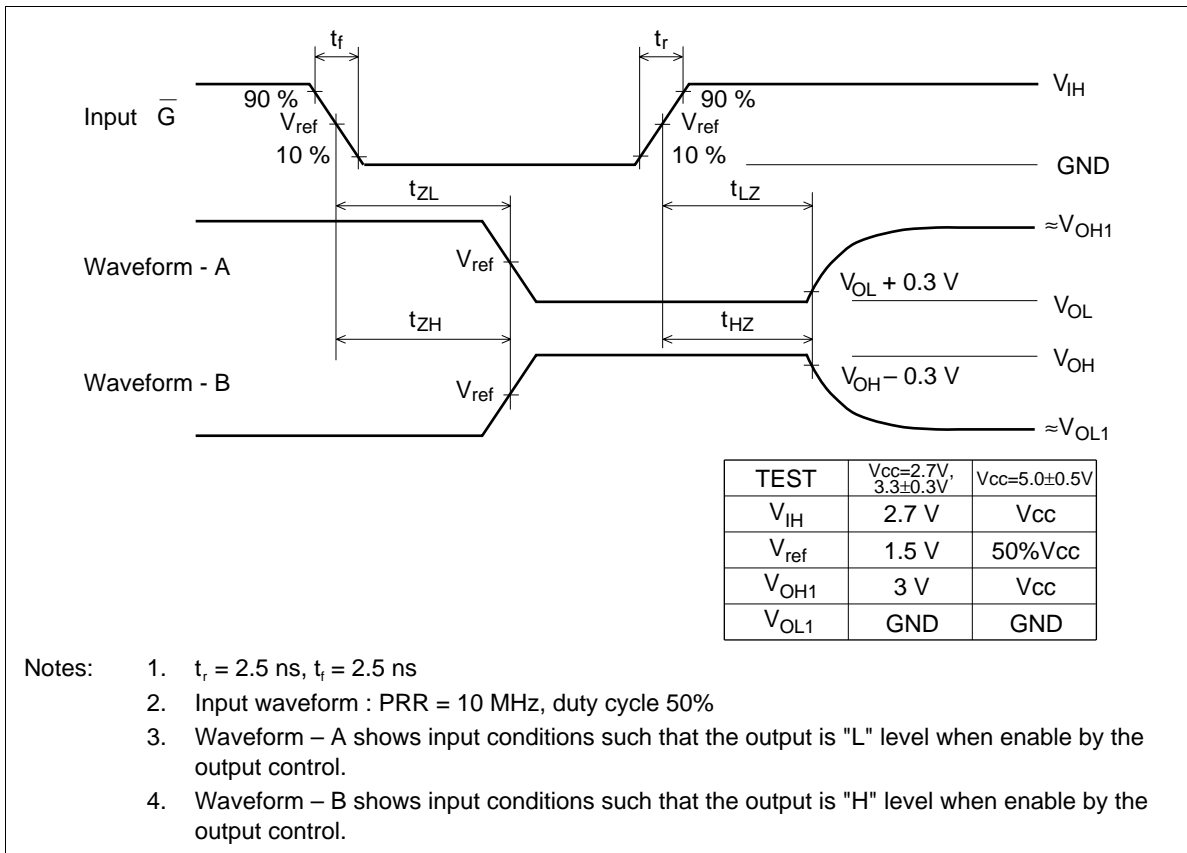 tf tr
90 % 90 % VIH
Input G̅ Vref Vref
10 % 10 % GND
tZL tLZ
≈VOH1
Waveform - A Vref VOL + 0.3 V
VOL
tZH tHZ
VOH
Waveform - B Vref VOH – 0.3 V
≈VOL1
TEST Vcc=2.7V, 3.3±0.3V Vcc=5.0±0.5V
VIH 2.7 V Vcc
Vref 1.5 V 50%Vcc
VOH1 3 V Vcc
VOL1 GND GND
Notes: 1. tr = 2.5 ns, tf = 2.5 ns
2. Input waveform : PRR = 10 MHz, duty cycle 50%
3. Waveform – A shows input conditions such that the output is "L" level when enable by the
output control.
4. Waveform – B shows input conditions such that the output is "H" level when enable by the
output control.